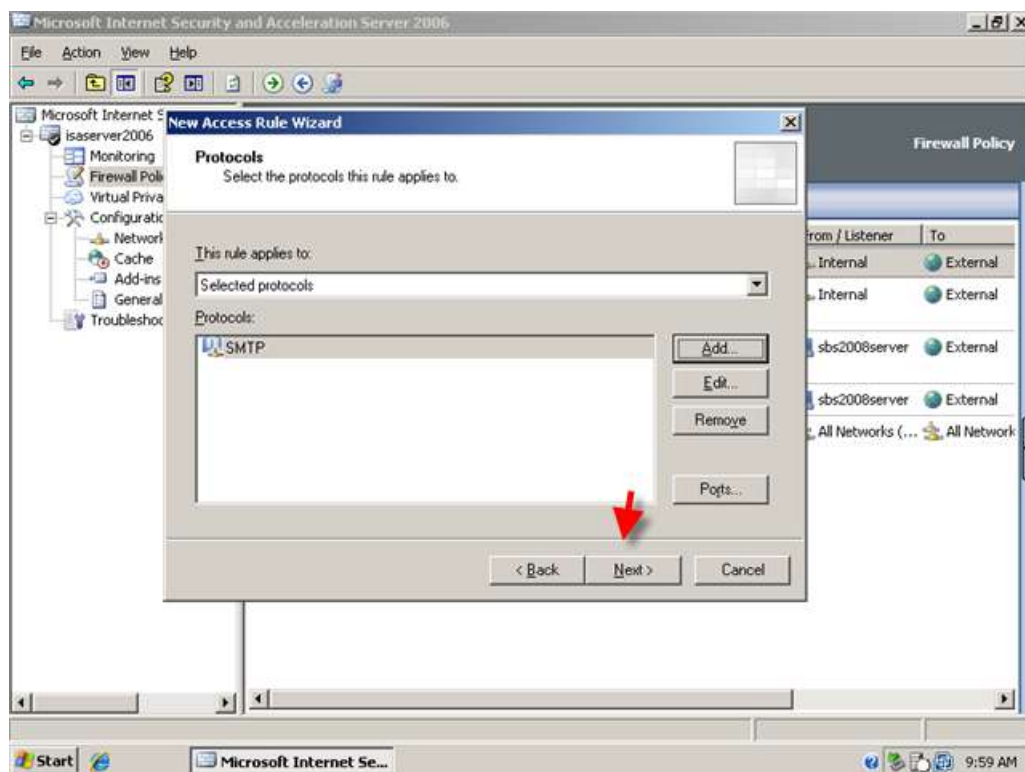 Microsoft Internet Security and Acceleration Server 2006
File Action View Help
Microsoft Internet S
isaserver2006
Monitoring
Firewall Poli
Virtual Priva
Configuratio
Network
Cache
Add-ins
General
Troubleshoo
New Access Rule Wizard
Protocols
Select the protocols this rule applies to.
This rule applies to:
Selected protocols
Protocols:
SMTP
Add...
Edit...
Remove
Ports...
< Back Next > Cancel
Firewall Policy
From / Listener To
Internal External
Internal External
sbs2008server External
sbs2008server External
All Networks (... All Network
Start Microsoft Internet Se... 9:59 AM